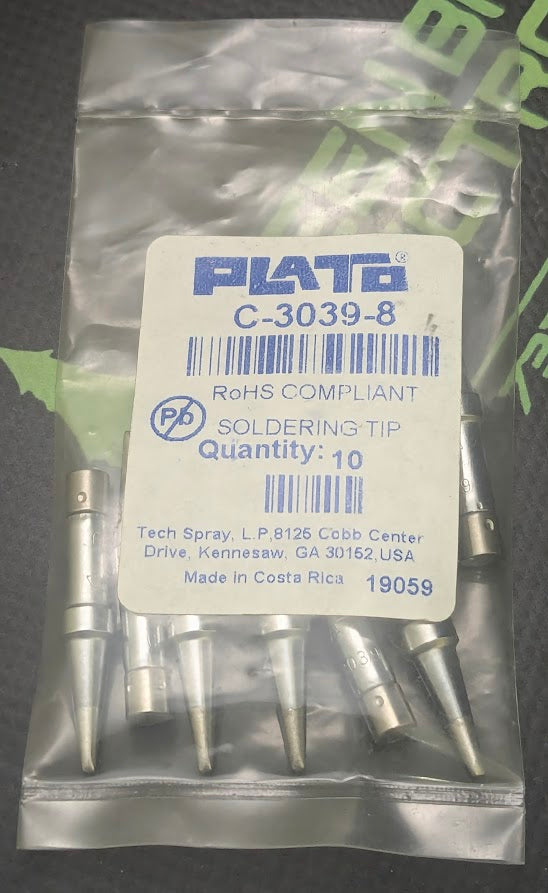 PLATO®
C-3039-8
RoHS COMPLIANT
Pb
SOLDERING TIP
Quantity: 10
Tech Spray, L.P,8125 Cobb Center
Drive, Kennesaw, GA 30152,USA
Made in Costa Rica 19059